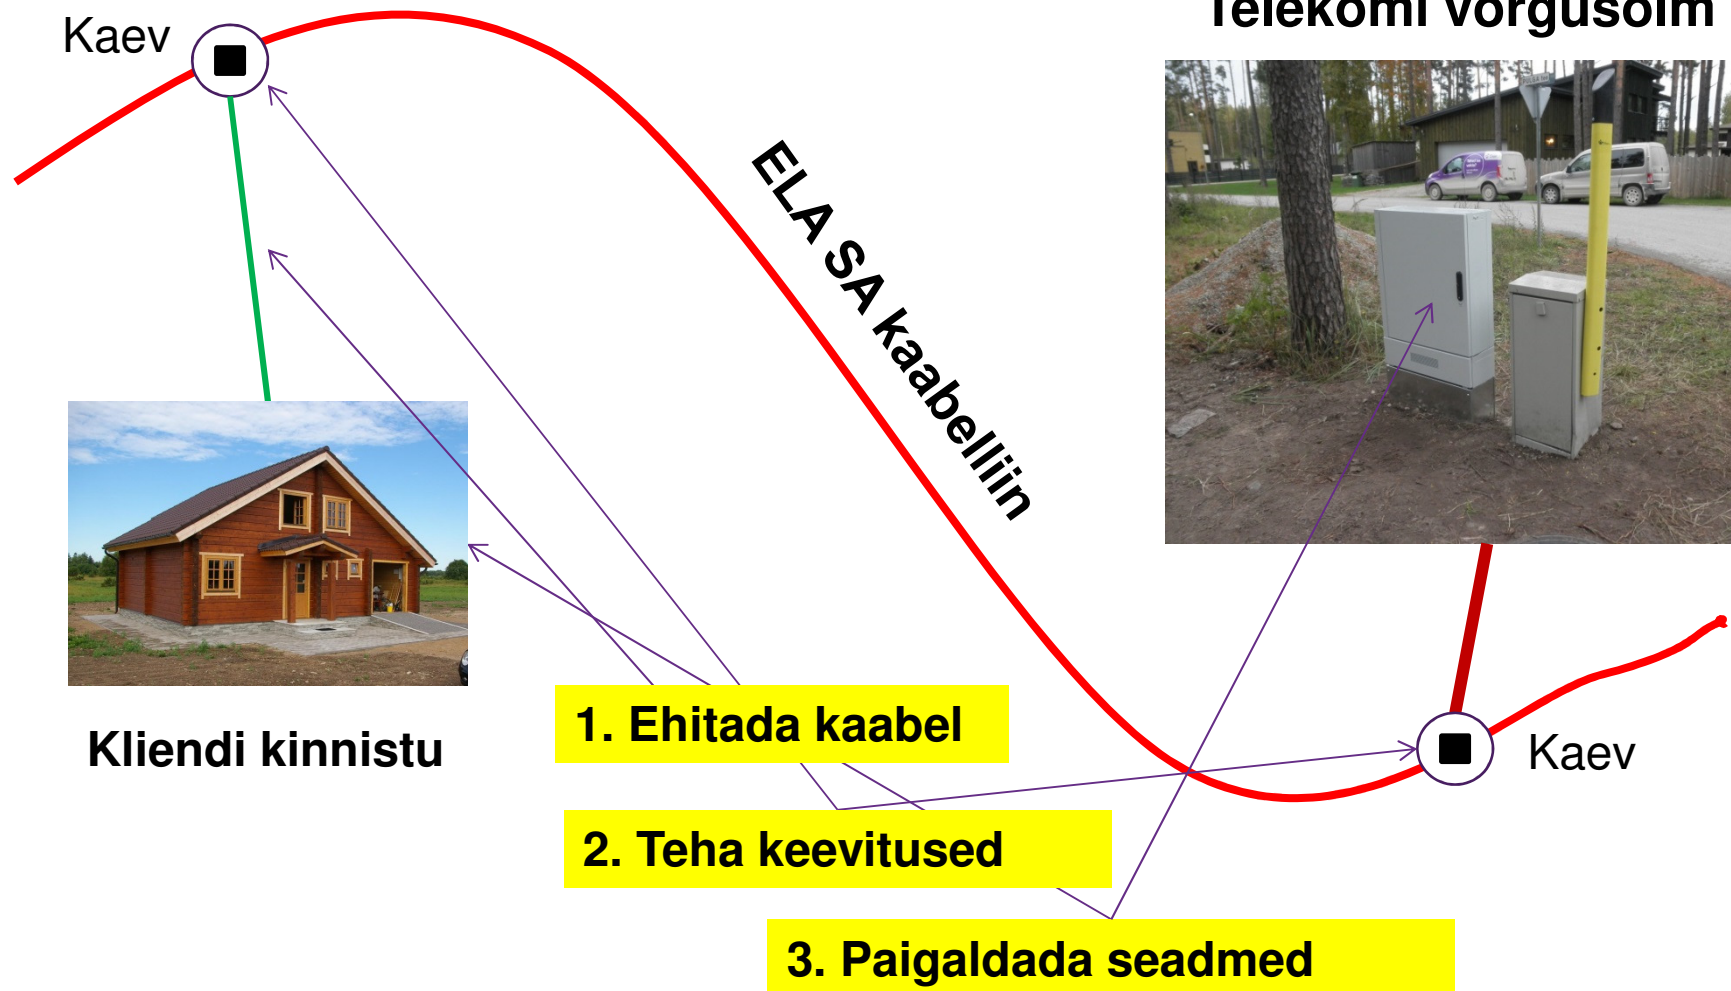 Kaev
Telekomi võrgusõlm
ELA SA kaabelliin
Kliendi kinnistu
1. Ehitada kaabel
Kaev
2. Teha keevitused
3. Paigaldada seadmed